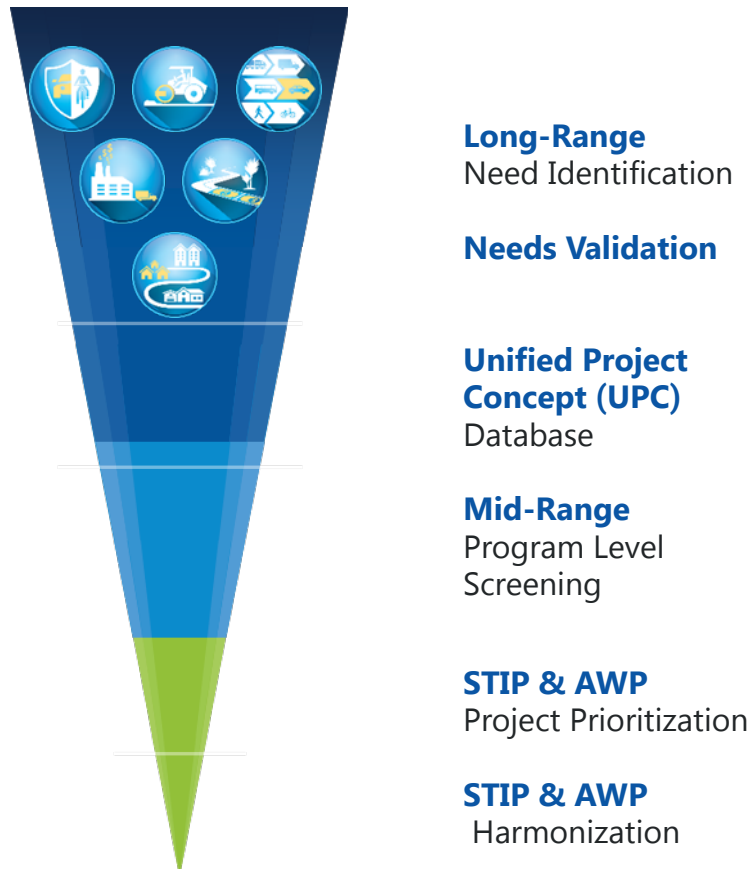 Long-Range
Need Identification
Needs Validation
Unified Project
Concept (UPC)
Database
Mid-Range
Program Level
Screening
STIP & AWP
Project Prioritization
STIP & AWP
Harmonization